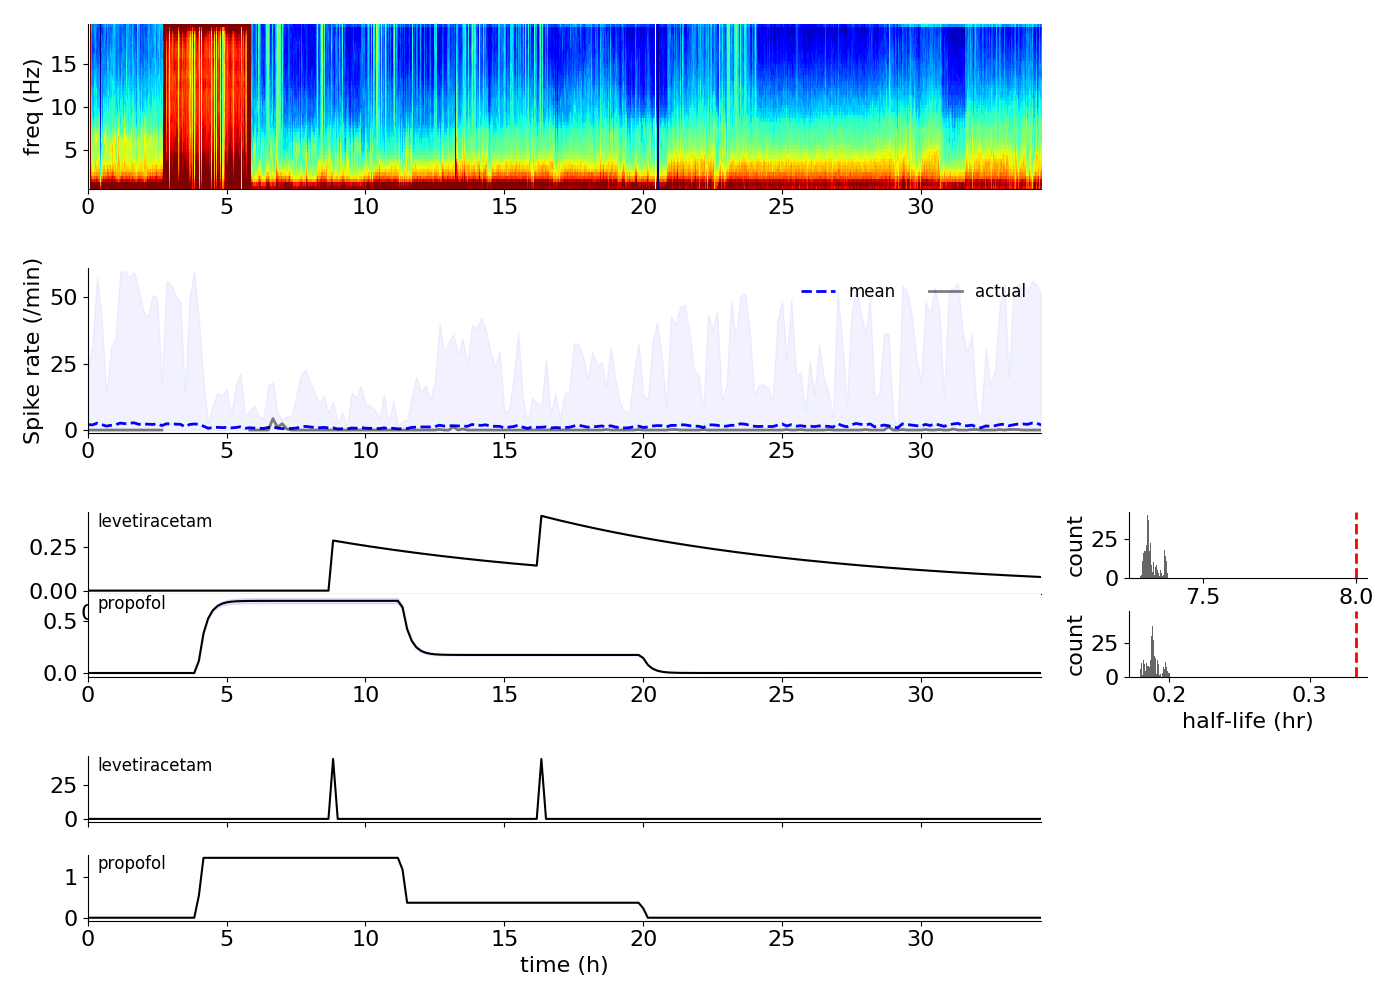 freq (Hz)
15
10
5
0 5 10 15 20 25 30
Spike rate (/min)
50
25
0
mean actual
0 5 10 15 20 25 30
levetiracetam
0.25
0.00
0
propofol
0.5
0.0
0 5 10 15 20 25 30
count
25
0
7.5 8.0
count
25
0
0.2 0.3
half-life (hr)
levetiracetam
25
0
propofol
1
0
0 5 10 15 20 25 30
time (h)